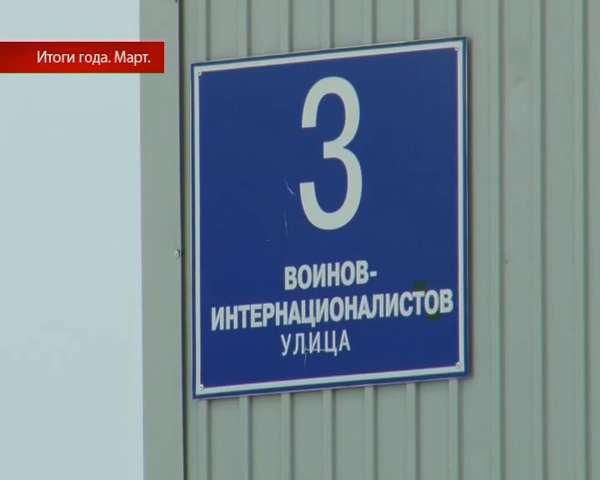 Итоги года. Март.
3
ВОИНОВ-
ИНТЕРНАЦИОНАЛИСТОВ
УЛИЦА